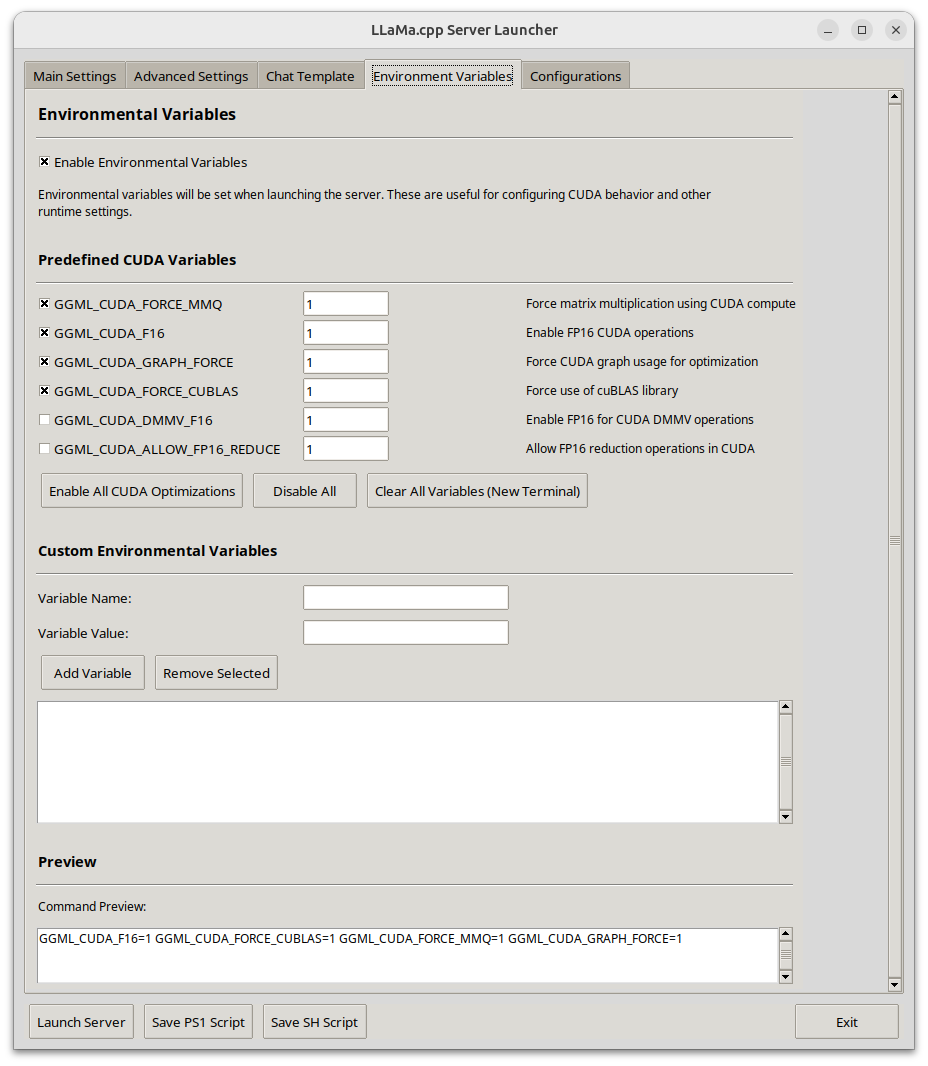 LLaMa.cpp Server Launcher
Main Settings Advanced Settings Chat Template Environment Variables Configurations
Environmental Variables
Enable Environmental Variables
Environmental variables will be set when launching the server. These are useful for configuring CUDA behavior and other
runtime settings.
Predefined CUDA Variables
GGML_CUDA_FORCE_MMQ 1 Force matrix multiplication using CUDA compute
GGML_CUDA_F16 1 Enable FP16 CUDA operations
GGML_CUDA_GRAPH_FORCE 1 Force CUDA graph usage for optimization
GGML_CUDA_FORCE_CUBLAS 1 Force use of cuBLAS library
GGML_CUDA_DMMV_F16 1 Enable FP16 for CUDA DMMV operations
GGML_CUDA_ALLOW_FP16_REDUCE 1 Allow FP16 reduction operations in CUDA
Enable All CUDA Optimizations Disable All Clear All Variables (New Terminal)
Custom Environmental Variables
Variable Name:
Variable Value:
Add Variable Remove Selected
Preview
Command Preview:
GGML_CUDA_F16=1 GGML_CUDA_FORCE_CUBLAS=1 GGML_CUDA_FORCE_MMQ=1 GGML_CUDA_GRAPH_FORCE=1
Launch Server Save PS1 Script Save SH Script Exit